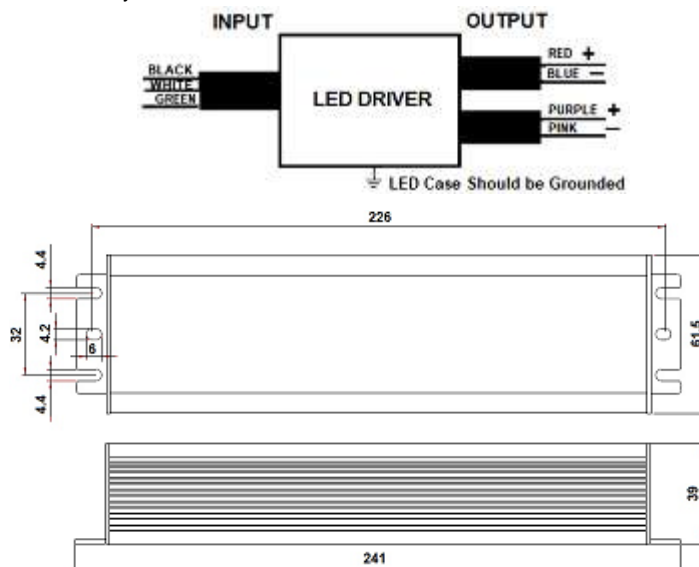 INPUT
OUTPUT
BLACK
WHITE
GREEN
LED DRIVER
RED +
BLUE −
PURPLE +
PINK −
LED Case Should be Grounded
226
4.4
32
4.2
6
4.4
61.5
39
241